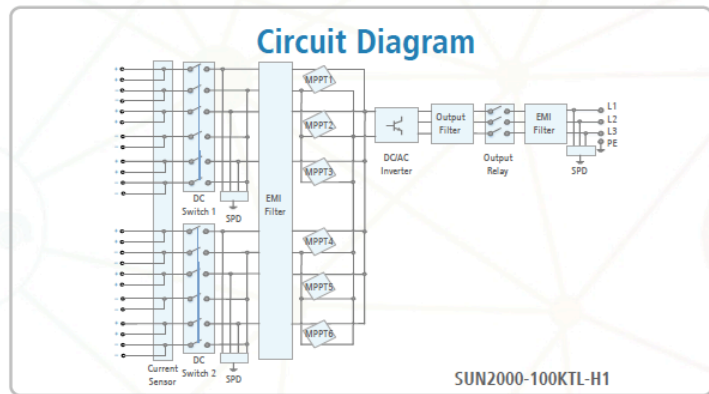 Circuit Diagram
MPPT1
MPPT2
MPPT3
MPPT4
MPPT5
MPPT6
DC
Switch 1
SPD
EMI
Filter
DC/AC
Inverter
Output
Filter
Output
Relay
EMI
Filter
L1
L2
L3
PE
SPD
Current
Sensor
DC
Switch 2
SPD
SUN2000-100KTL-H1